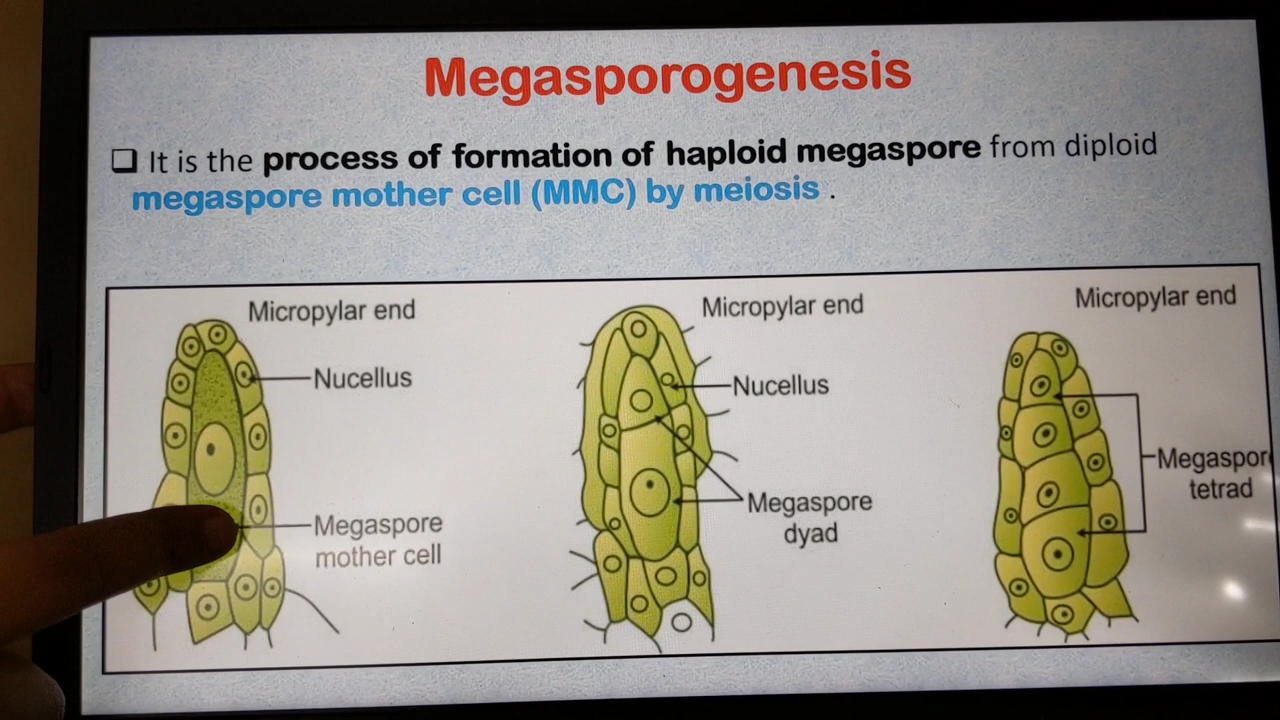 Megasporogenesis
❑ It is the process of formation of haploid megaspore from diploid
megaspore mother cell (MMC) by meiosis .
Micropylar end
Nucellus
Megaspore
mother cell
Micropylar end
Nucellus
Megaspore
dyad
Micropylar end
Megaspor
tetrad